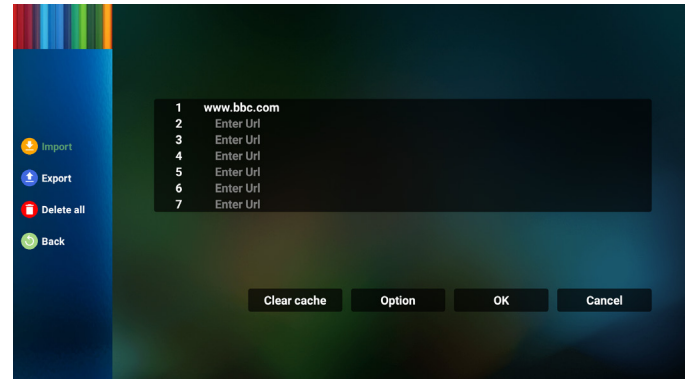 Import
Export
Delete all
Back
1 www.bbc.com
2 Enter Url
3 Enter Url
4 Enter Url
5 Enter Url
6 Enter Url
7 Enter Url
Clear cache Option OK Cancel